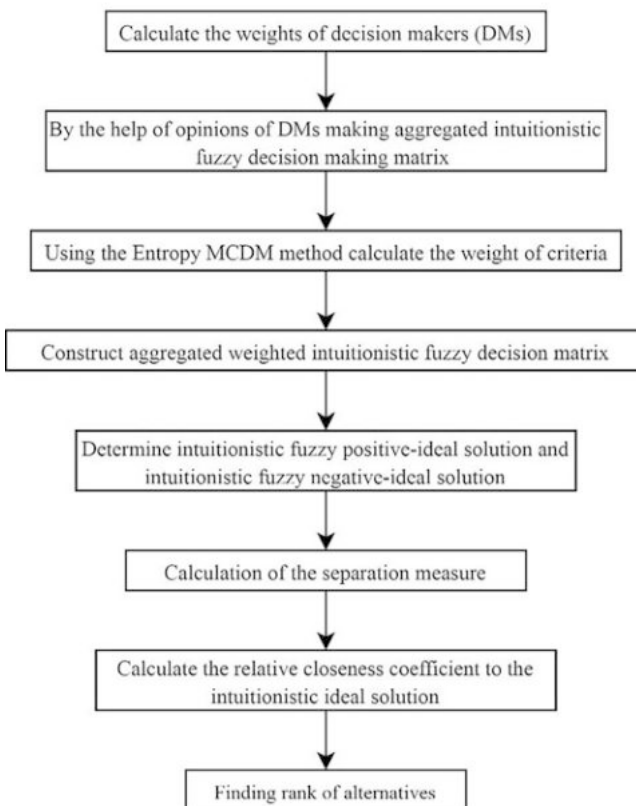 Calculate the weights of decision makers (DMs)
By the help of opinions of DMs making aggregated intuitionistic
fuzzy decision making matrix
Using the Entropy MCDM method calculate the weight of criteria
Construct aggregated weighted intuitionistic fuzzy decision matrix
Determine intuitionistic fuzzy positive-ideal solution and
intuitionistic fuzzy negative-ideal solution
Calculation of the separation measure
Calculate the relative closeness coefficient to the
intuitionistic ideal solution
Finding rank of alternatives